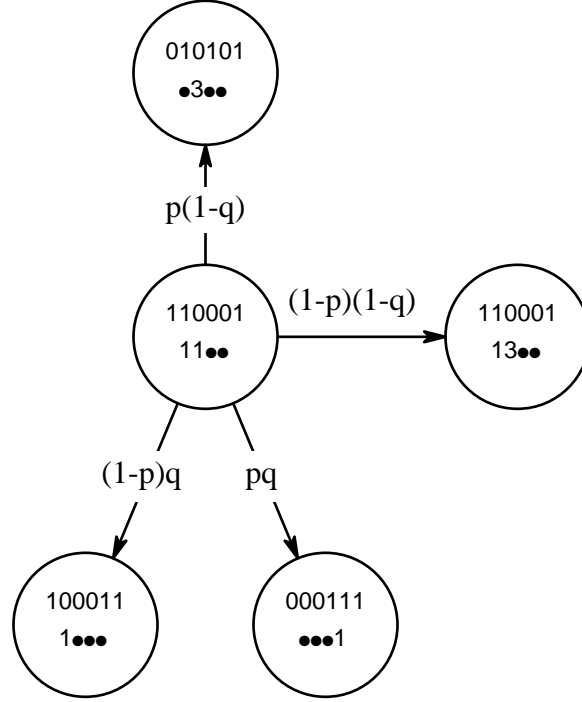 010101
●3●●
p(1-q)
(1-p)(1-q)
110001
11●●
110001
13●●
(1-p)q
pq
100011
1●●●
000111
●●●1